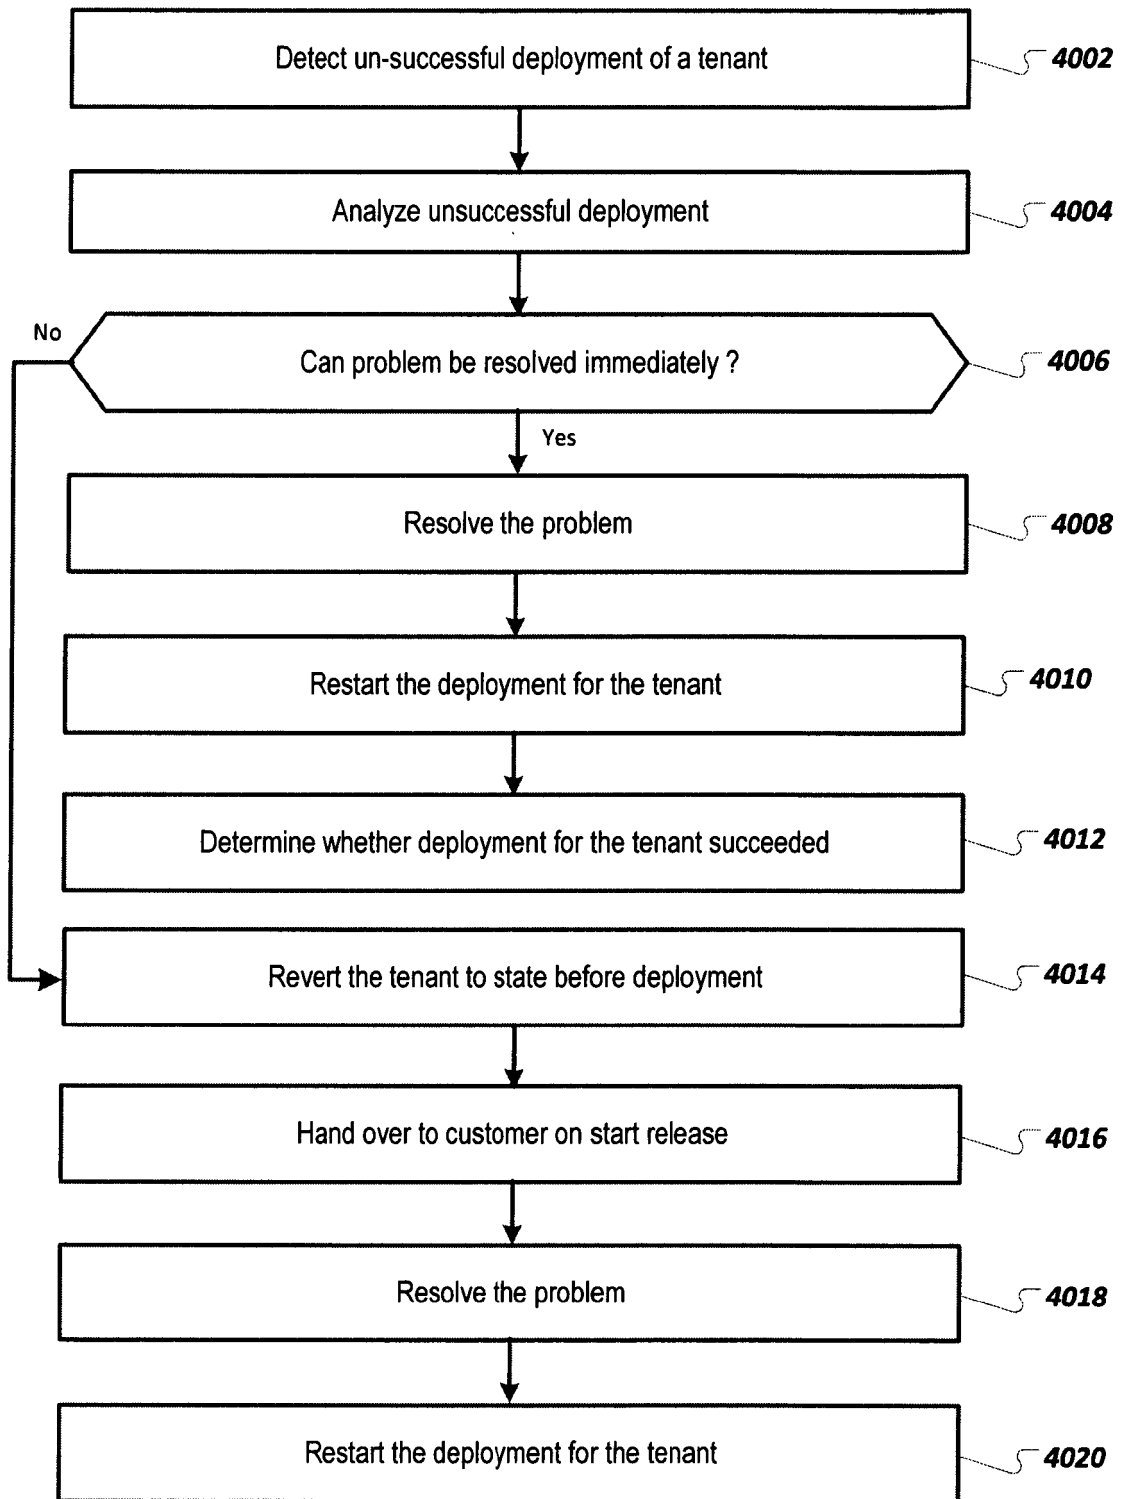 Detect un-successful deployment of a tenant 4002
Analyze unsuccessful deployment 4004
No
Can problem be resolved immediately ? 4006
Yes
Resolve the problem 4008
Restart the deployment for the tenant 4010
Determine whether deployment for the tenant succeeded 4012
Revert the tenant to state before deployment 4014
Hand over to customer on start release 4016
Resolve the problem 4018
Restart the deployment for the tenant 4020